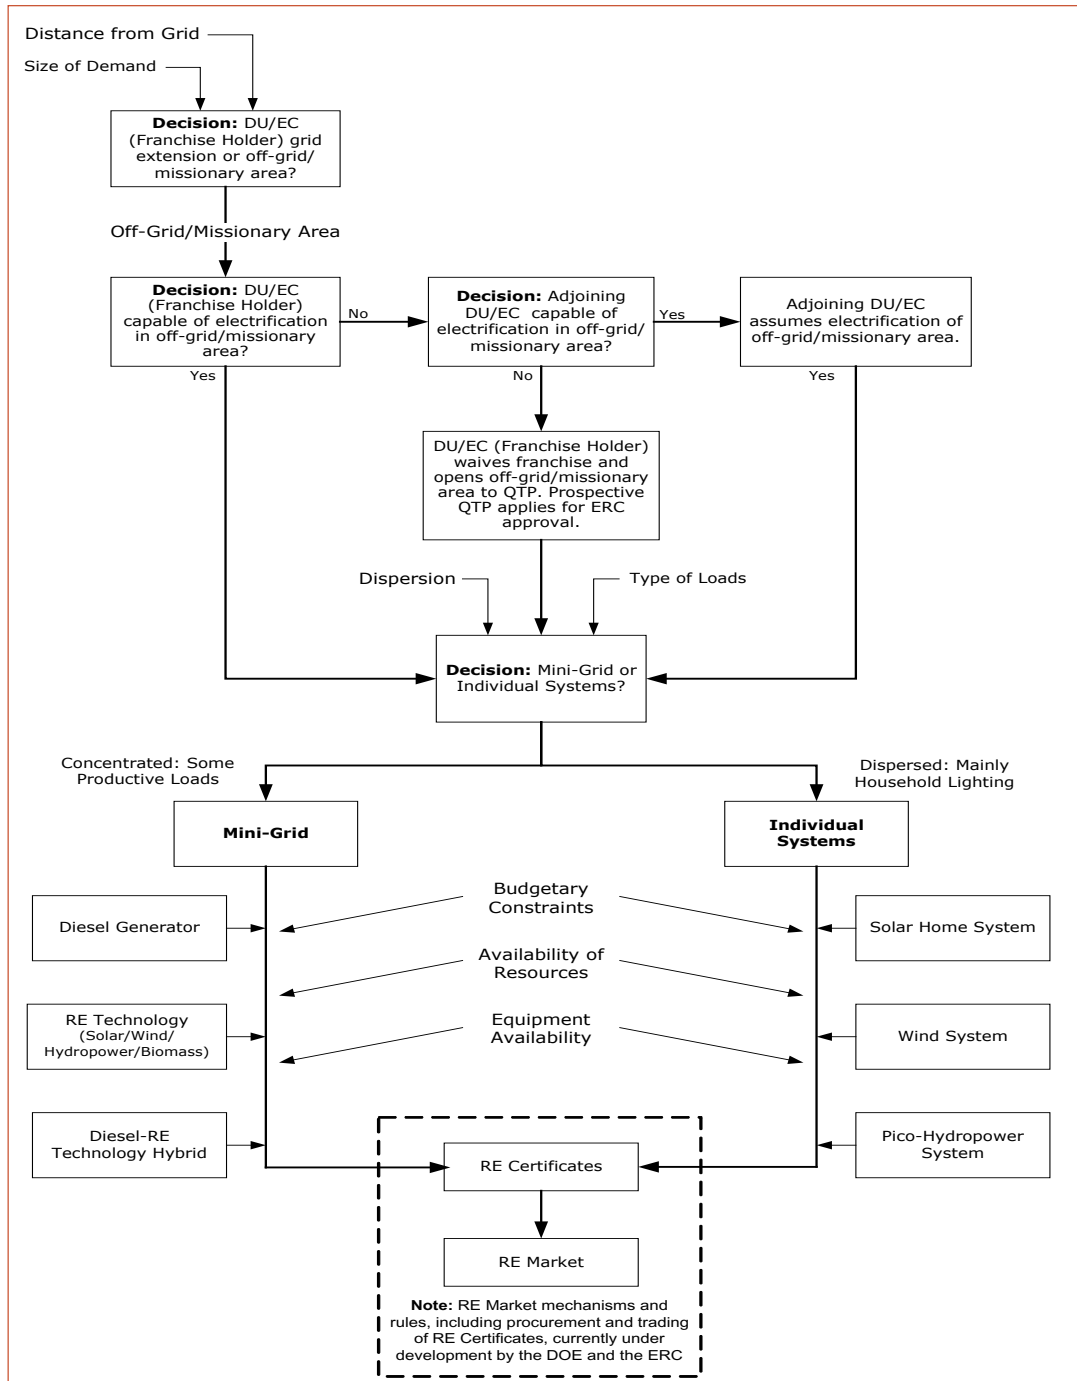 Distance from Grid
Size of Demand
Decision: DU/EC
(Franchise Holder) grid
extension or off-grid/
missionary area?
Off-Grid/Missionary Area
Decision: DU/EC
(Franchise Holder)
capable of electrification
in off-grid/missionary
area?
No
Yes
Decision: Adjoining
DU/EC capable of
electrification in off-grid/
missionary area?
Yes
No
Adjoining DU/EC
assumes electrification of
off-grid/missionary area.
Yes
DU/EC (Franchise Holder)
waives franchise and
opens off-grid/missionary
area to QTP. Prospective
QTP applies for ERC
approval.
Dispersion
Type of Loads
Decision: Mini-Grid or
Individual Systems?
Concentrated: Some
Productive Loads
Dispersed: Mainly
Household Lighting
Mini-Grid
Individual
Systems
Budgetary
Constraints
Diesel Generator
Solar Home System
Availability of
Resources
RE Technology
(Solar/Wind/
Hydropower/Biomass)
Equipment
Availability
Wind System
Diesel-RE
Technology Hybrid
Pico-Hydropower
System
RE Certificates
RE Market
Note: RE Market mechanisms and
rules, including procurement and trading
of RE Certificates, currently under
development by the DOE and the ERC